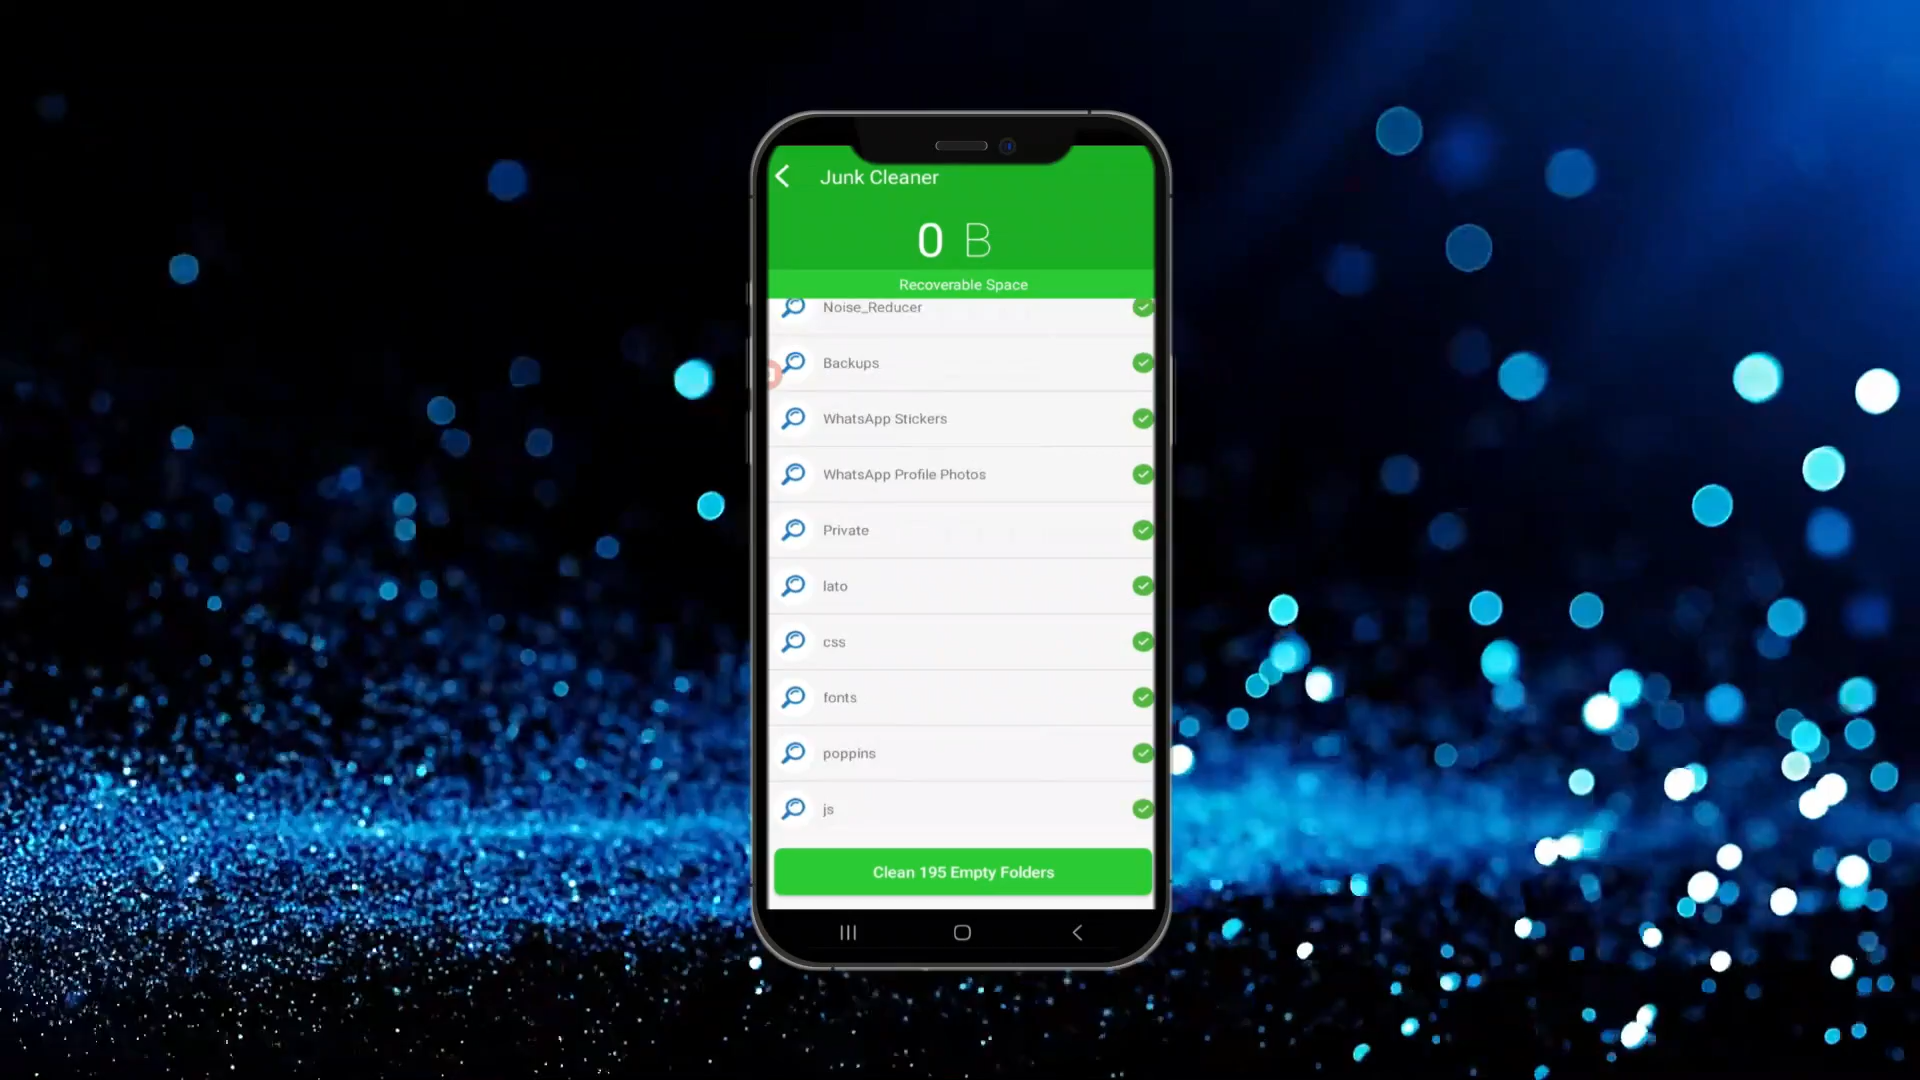 Junk Cleaner
0 B
Recoverable Space
Noise_Reducer
Backups
WhatsApp Stickers
WhatsApp Profile Photos
Private
lato
css
fonts
poppins
js
Clean 195 Empty Folders